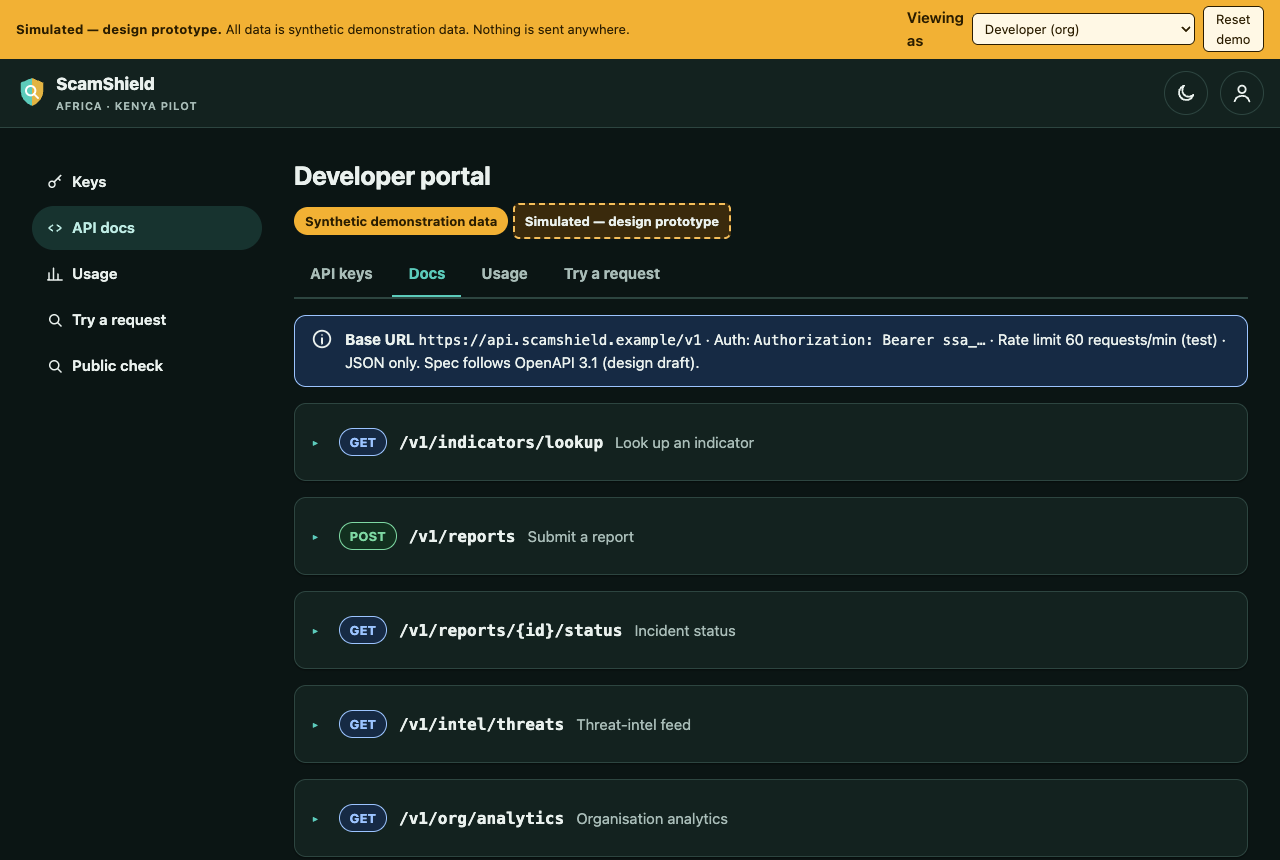 Simulated — design prototype. All data is synthetic demonstration data. Nothing is sent anywhere.
Viewing as
Developer (org)
Reset demo
ScamShield
AFRICA · KENYA PILOT
Keys
API docs
Usage
Try a request
Public check
Developer portal
Synthetic demonstration data
Simulated — design prototype
API keys
Docs
Usage
Try a request
Base URL https://api.scamshield.example/v1 · Auth: Authorization: Bearer ssa_… · Rate limit 60 requests/min (test) ·
JSON only. Spec follows OpenAPI 3.1 (design draft).
GET /v1/indicators/lookup Look up an indicator
POST /v1/reports Submit a report
GET /v1/reports/{id}/status Incident status
GET /v1/intel/threats Threat-intel feed
GET /v1/org/analytics Organisation analytics